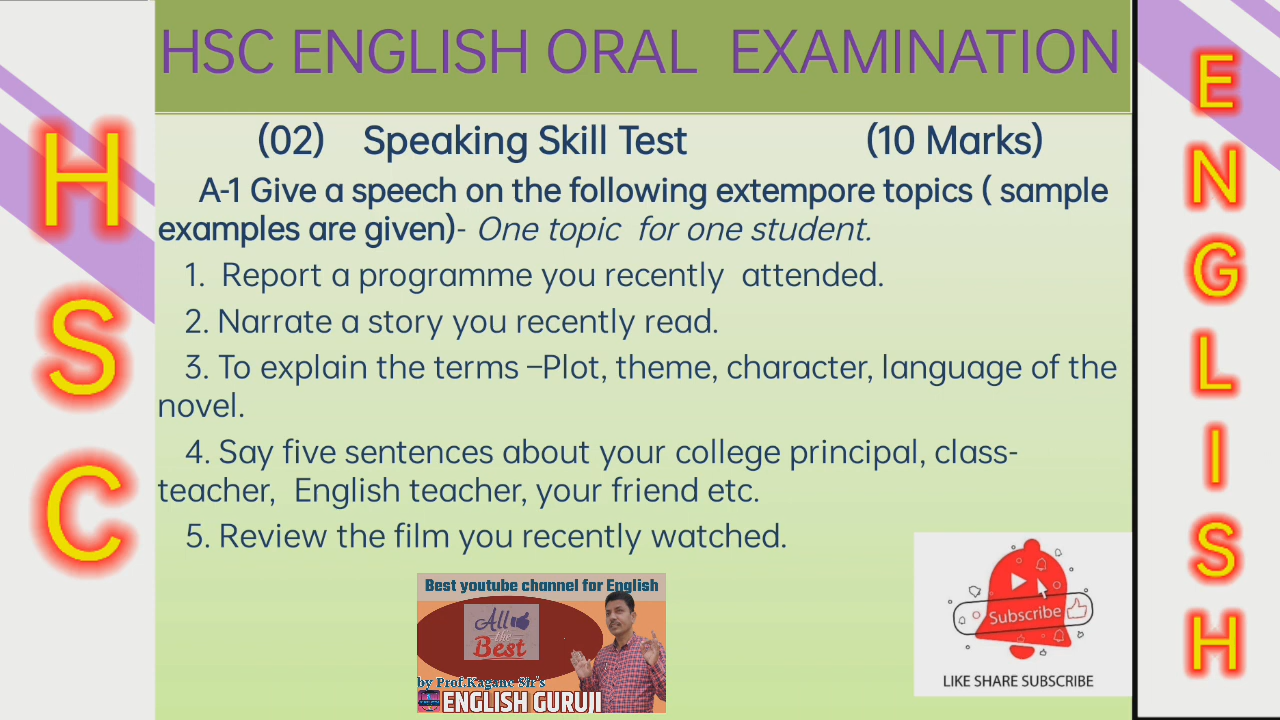 HSC ENGLISH ORAL EXAMINATION
H
S
C
(02) Speaking Skill Test (10 Marks)
A-1 Give a speech on the following extempore topics ( sample
examples are given)- One topic for one student.
1. Report a programme you recently attended.
2. Narrate a story you recently read.
3. To explain the terms –Plot, theme, character, language of the
novel.
4. Say five sentences about your college principal, class-
teacher, English teacher, your friend etc.
5. Review the film you recently watched.
Best youtube channel for English
All
the
Best
by Prof.Kagane Sir's
ENGLISH GURUJI
Subscribe
LIKE SHARE SUBSCRIBE
E
N
G
L
I
S
H